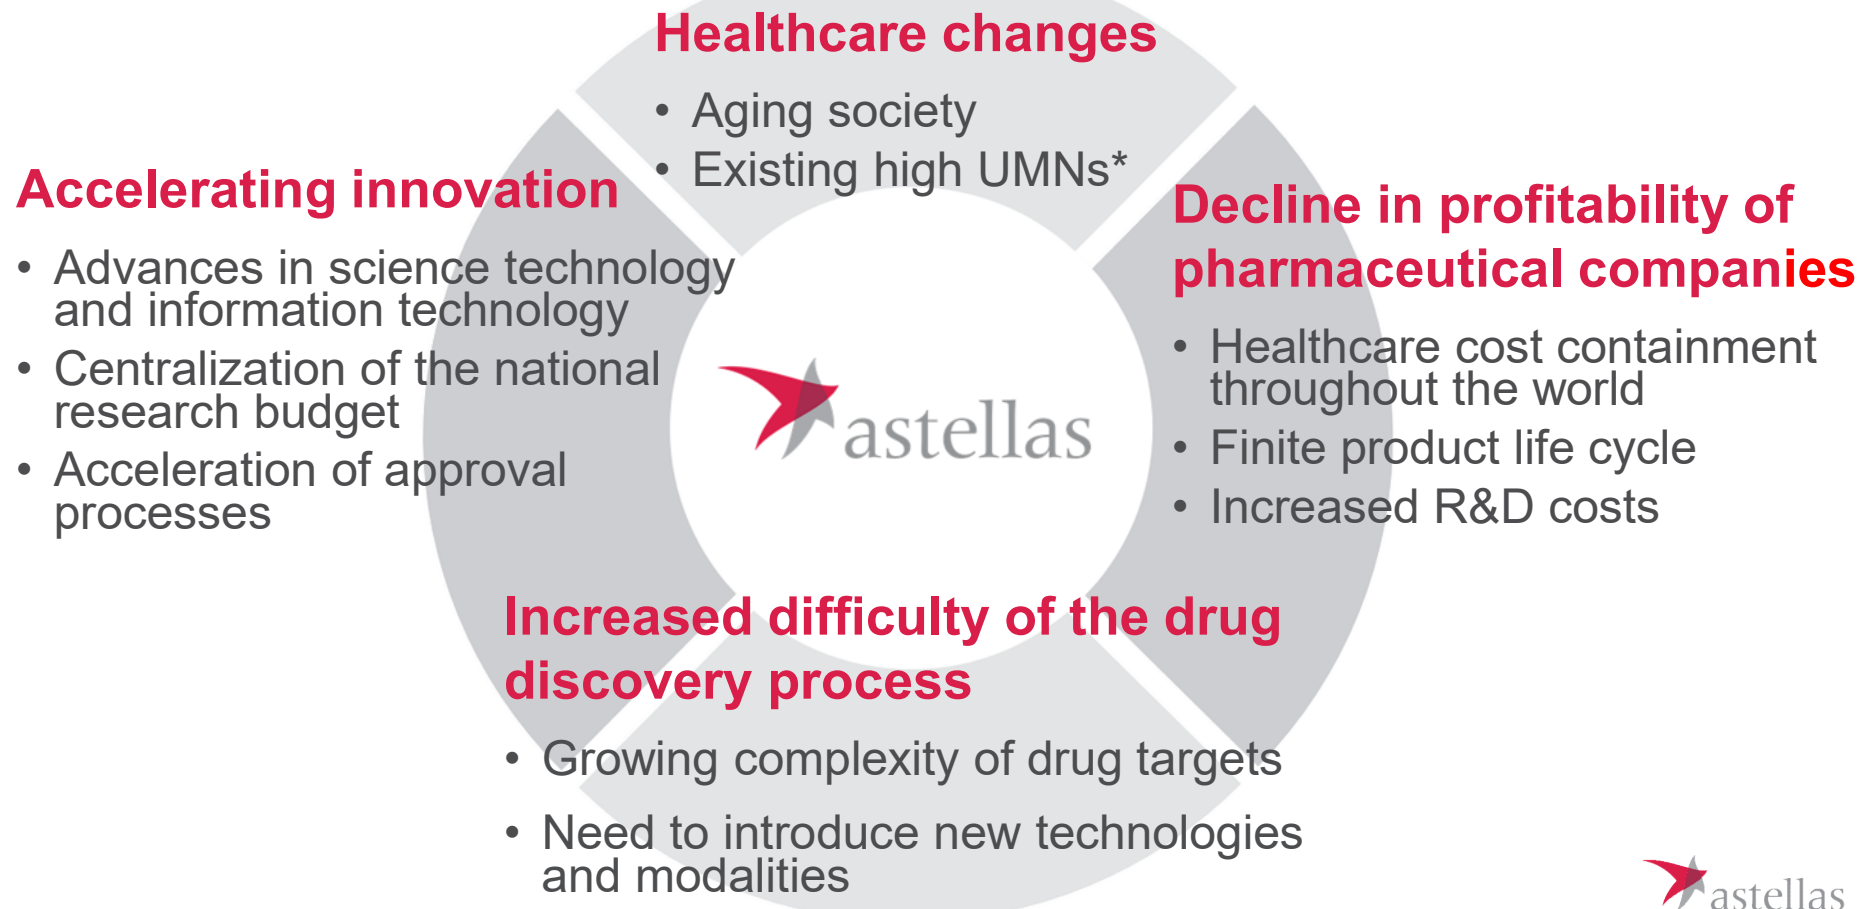 Healthcare changes
• Aging society
• Existing high UMNs*
Accelerating innovation
• Advances in science technology
and information technology
• Centralization of the national
research budget
• Acceleration of approval
processes
Decline in profitability of
pharmaceutical companies
• Healthcare cost containment
throughout the world
• Finite product life cycle
• Increased R&D costs
astellas
Increased difficulty of the drug
discovery process
• Growing complexity of drug targets
• Need to introduce new technologies
and modalities
astellas